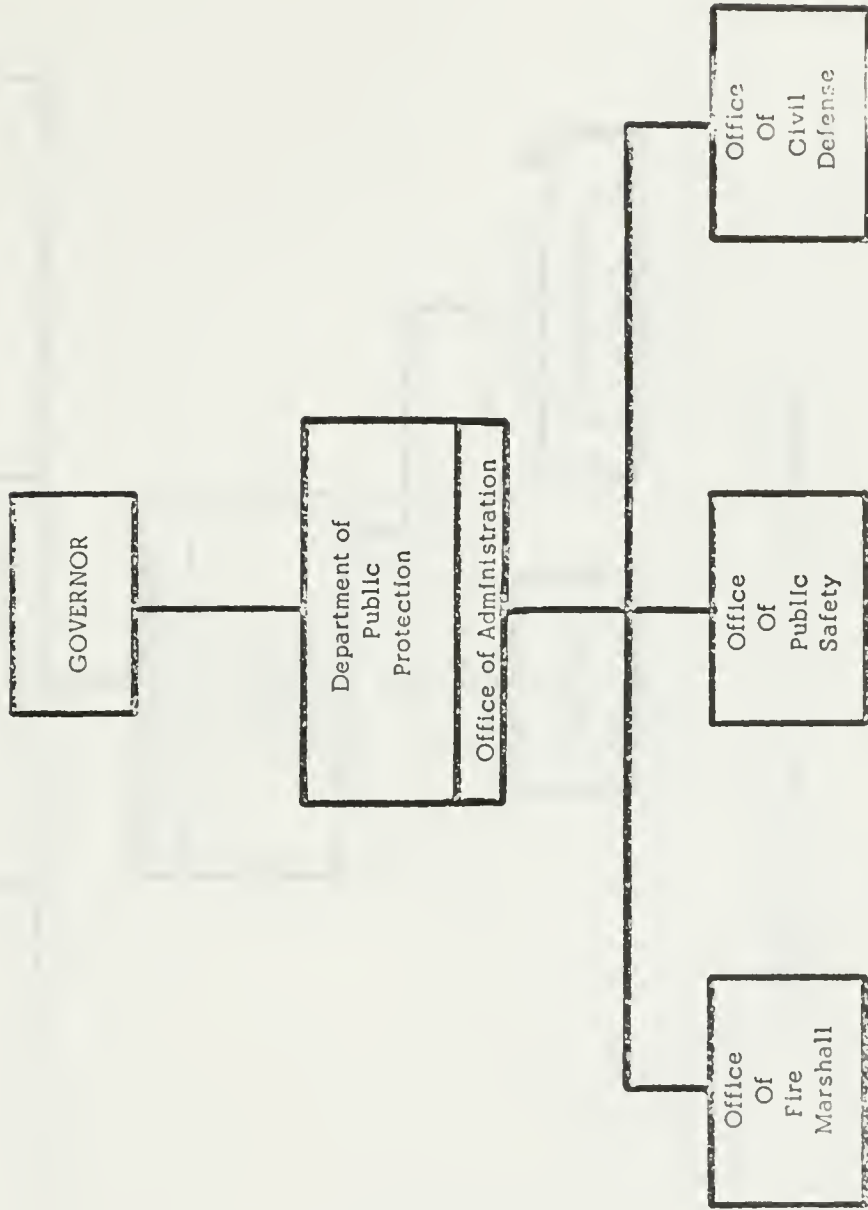 GOVERNOR
Department of
Public
Protection
Office of Administration
Office
Of
Fire
Marshall
Office
Of
Public
Safety
Office
Of
Civil
Defense